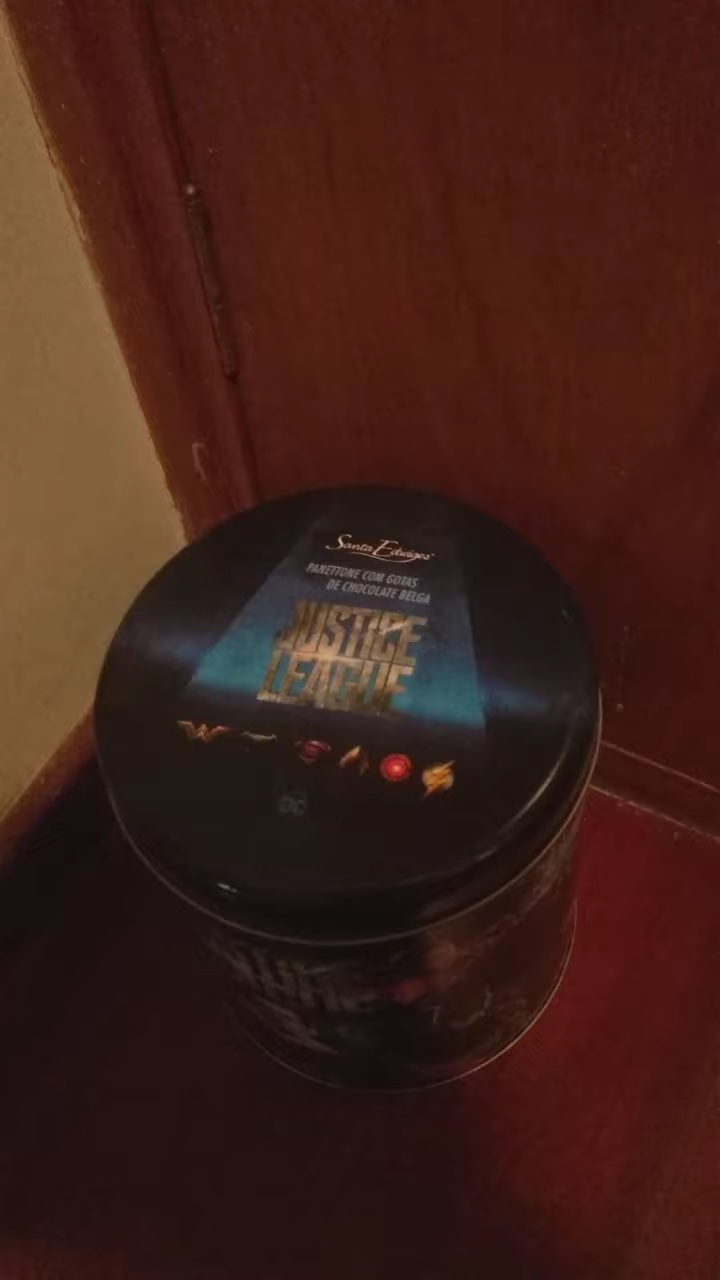 Santa Edwiges
PANETTONE COM GOTAS
DE CHOCOLATE BELGA
JUSTICE
LEAGUE
DC